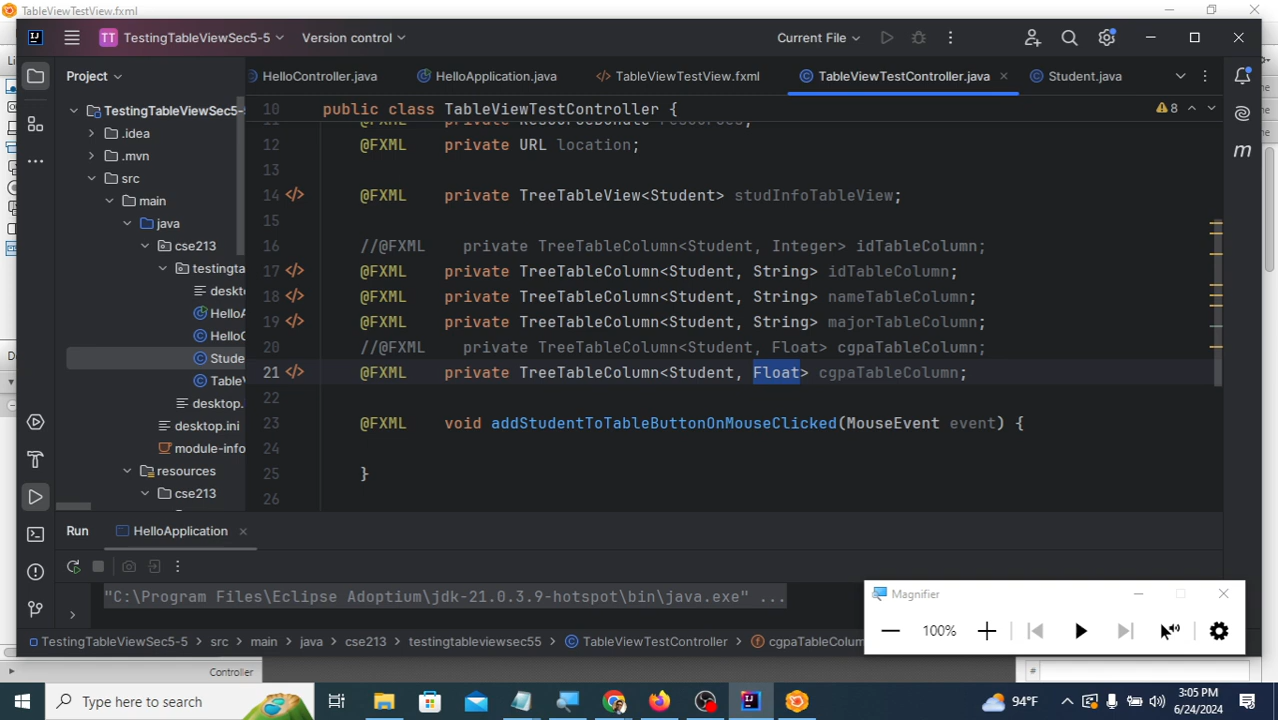 TableViewTestView.fxml
TT TestingTableViewSec5-5 Version control Current File
Project HelloController.java HelloApplication.java TableViewTestView.fxml TableViewTestController.java Student.java
10 public class TableViewTestController { 8
TestingTableViewSec5-
.idea
.mvn
src
main
java
cse213
testingta
deskt
HelloA
HelloC
Stude
TableV
desktop.
desktop.ini
module-info
resources
cse213
12 @FXML private URL location;
13
14 @FXML private TreeTableView<Student> studInfoTableView;
15
16 //@FXML private TreeTableColumn<Student, Integer> idTableColumn;
17 @FXML private TreeTableColumn<Student, String> idTableColumn;
18 @FXML private TreeTableColumn<Student, String> nameTableColumn;
19 @FXML private TreeTableColumn<Student, String> majorTableColumn;
20 //@FXML private TreeTableColumn<Student, Float> cgpaTableColumn;
21 @FXML private TreeTableColumn<Student, Float> cgpaTableColumn;
22
23 @FXML void addStudentToTableButtonOnMouseClicked(MouseEvent event) {
24
25 }
26
Run HelloApplication
"C:\Program Files\Eclipse Adoptium\jdk-21.0.3.9-hotspot\bin\java.exe" ...
Magnifier
100%
TestingTableViewSec5-5 > src > main > java > cse213 > testingtableviewsec55 > TableViewTestController > cgpaTableColum
Controller
Type here to search
94°F
3:05 PM
6/24/2024